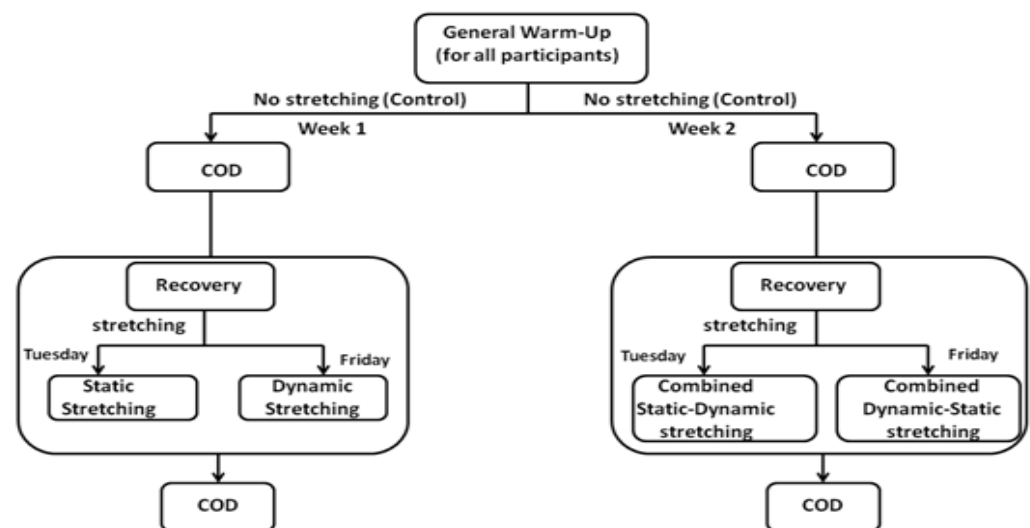 General Warm-Up
(for all participants)
No stretching (Control)
No stretching (Control)
Week 1
Week 2
COD
COD
Recovery
Recovery
stretching
stretching
Tuesday
Friday
Tuesday
Friday
Static
Stretching
Dynamic
Stretching
Combined
Static-Dynamic
stretching
Combined
Dynamic-Static
stretching
COD
COD